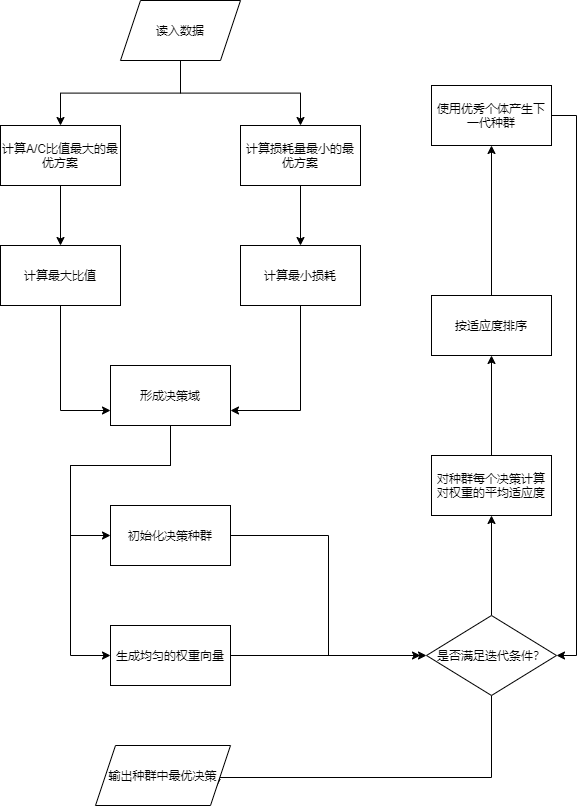 读入数据
计算A/C比值最大的最
优方案
计算损耗量最小的最
优方案
使用优秀个体产生下
一代种群
计算最大比值
计算最小损耗
按适应度排序
形成决策域
对种群每个决策计算
对权重的平均适应度
初始化决策种群
生成均匀的权重向量
是否满足迭代条件？
输出种群中最优决策